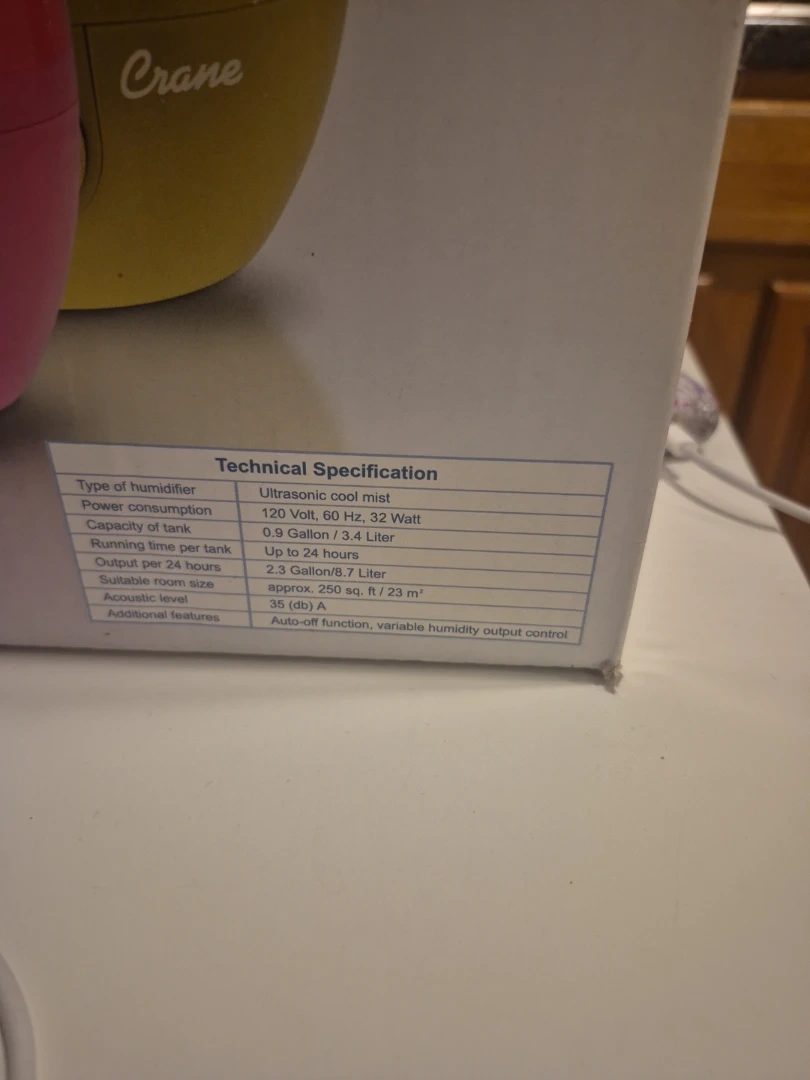 Crane
Technical Specification
Type of humidifier Ultrasonic cool mist
Power consumption 120 Volt, 60 Hz, 32 Watt
Capacity of tank 0.9 Gallon / 3.4 Liter
Running time per tank Up to 24 hours
Output per 24 hours 2.3 Gallon/8.7 Liter
Suitable room size approx. 250 sq. ft / 23 m²
Acoustic level 35 (db) A
Additional features Auto-off function, variable humidity output control